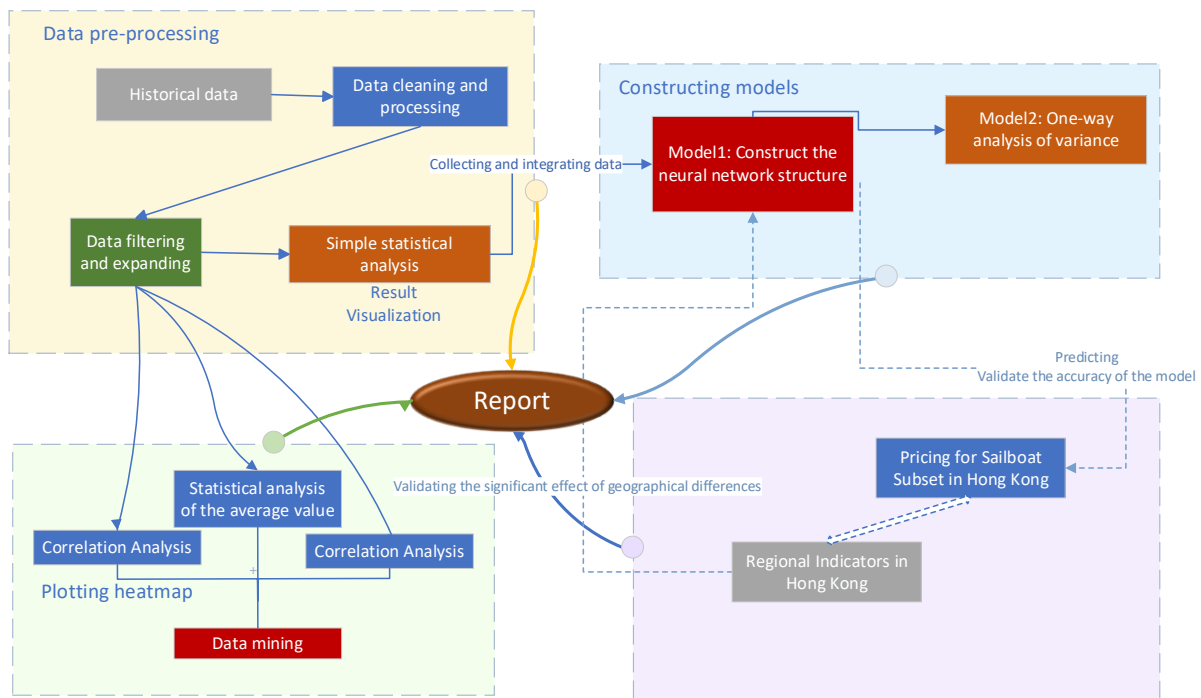 Data pre-processing
Historical data
Data cleaning and
processing
Data filtering
and expanding
Simple statistical
analysis
Result
Visualization
Collecting and integrating data
Constructing models
Model1: Construct the
neural network structure
Model2: One-way
analysis of variance
Predicting
Validate the accuracy of the model
Report
Statistical analysis
of the average value
Correlation Analysis
Correlation Analysis
Plotting heatmap
Data mining
Validating the significant effect of geographical differences
Pricing for Sailboat
Subset in Hong Kong
Regional Indicators in
Hong Kong